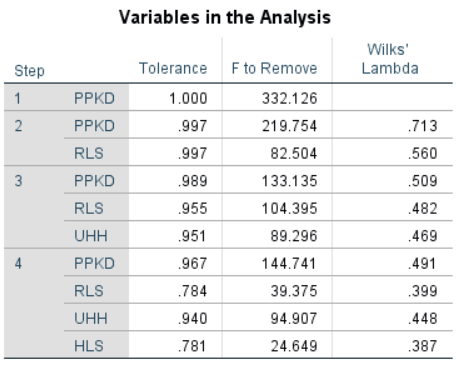 Variables in the Analysis
Step Tolerance F to Remove Wilks' Lambda
1 PPKD 1.000 332.126
2 PPKD .997 219.754 .713
RLS .997 82.504 .560
3 PPKD .989 133.135 .509
RLS .955 104.395 .482
UHH .951 89.296 .469
4 PPKD .967 144.741 .491
RLS .784 39.375 .399
UHH .940 94.907 .448
HLS .781 24.649 .387